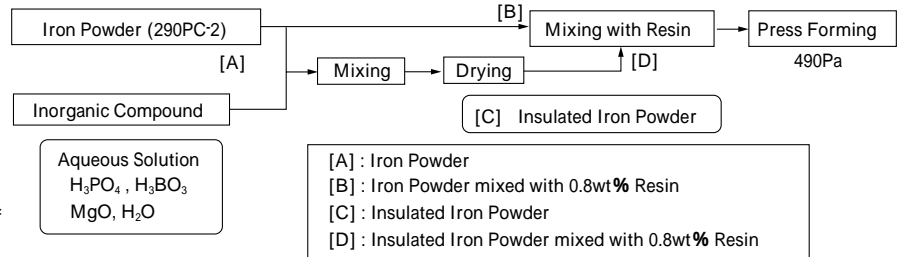 Iron Powder (290PC-2)
[A]
[B]
Mixing with Resin
Press Forming
490Pa
Mixing
Drying
[D]
Inorganic Compound
[C] Insulated Iron Powder
Aqueous Solution
H₃PO₄ , H₃BO₃
MgO, H₂O
[A] : Iron Powder
[B] : Iron Powder mixed with 0.8wt% Resin
[C] : Insulated Iron Powder
[D] : Insulated Iron Powder mixed with 0.8wt% Resin